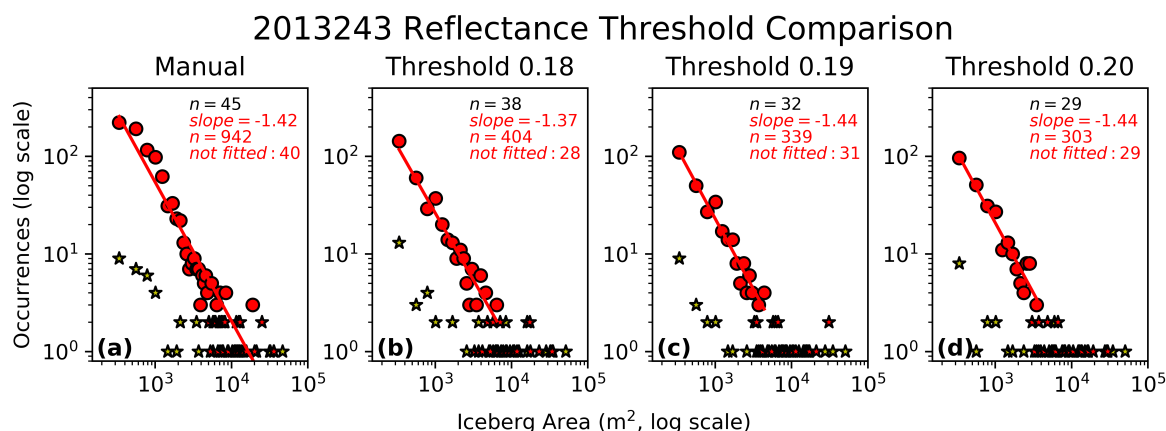 2013243 Reflectance Threshold Comparison
Manual
Threshold 0.18
Threshold 0.19
Threshold 0.20
n = 45
slope = -1.42
n = 942
not fitted : 40
n = 38
slope = -1.37
n = 404
not fitted : 28
n = 32
slope = -1.44
n = 339
not fitted : 31
n = 29
slope = -1.44
n = 303
not fitted : 29
Occurrences (log scale)
10²
10¹
10⁰
10²
10¹
10⁰
10²
10¹
10⁰
10²
10¹
10⁰
(a)
(b)
(c)
(d)
10³ 10⁴ 10⁵
10³ 10⁴ 10⁵
10³ 10⁴ 10⁵
10³ 10⁴ 10⁵
Iceberg Area (m², log scale)